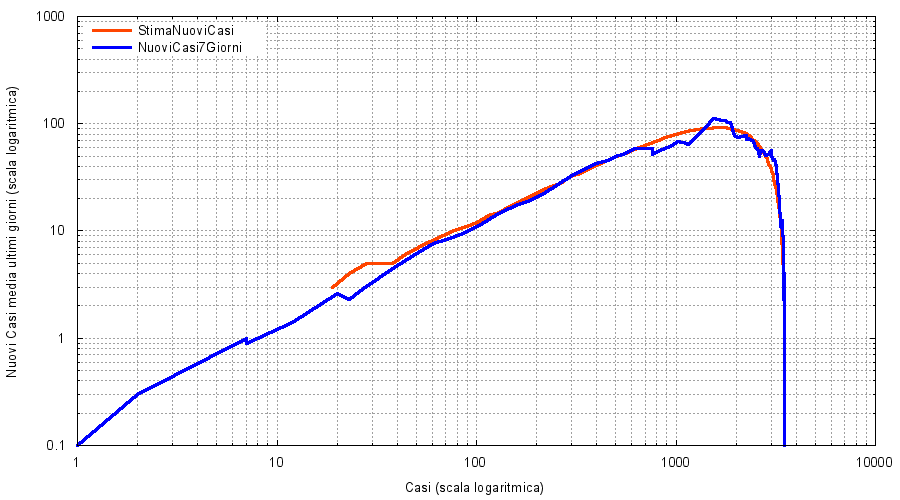 1000
StimaNuoviCasi
NuoviCasi7Giorni
100
10
1
0.1
Nuovi Casi media ultimi giorni (scala logaritmica)
1
10
100
1000
10000
Casi (scala logaritmica)